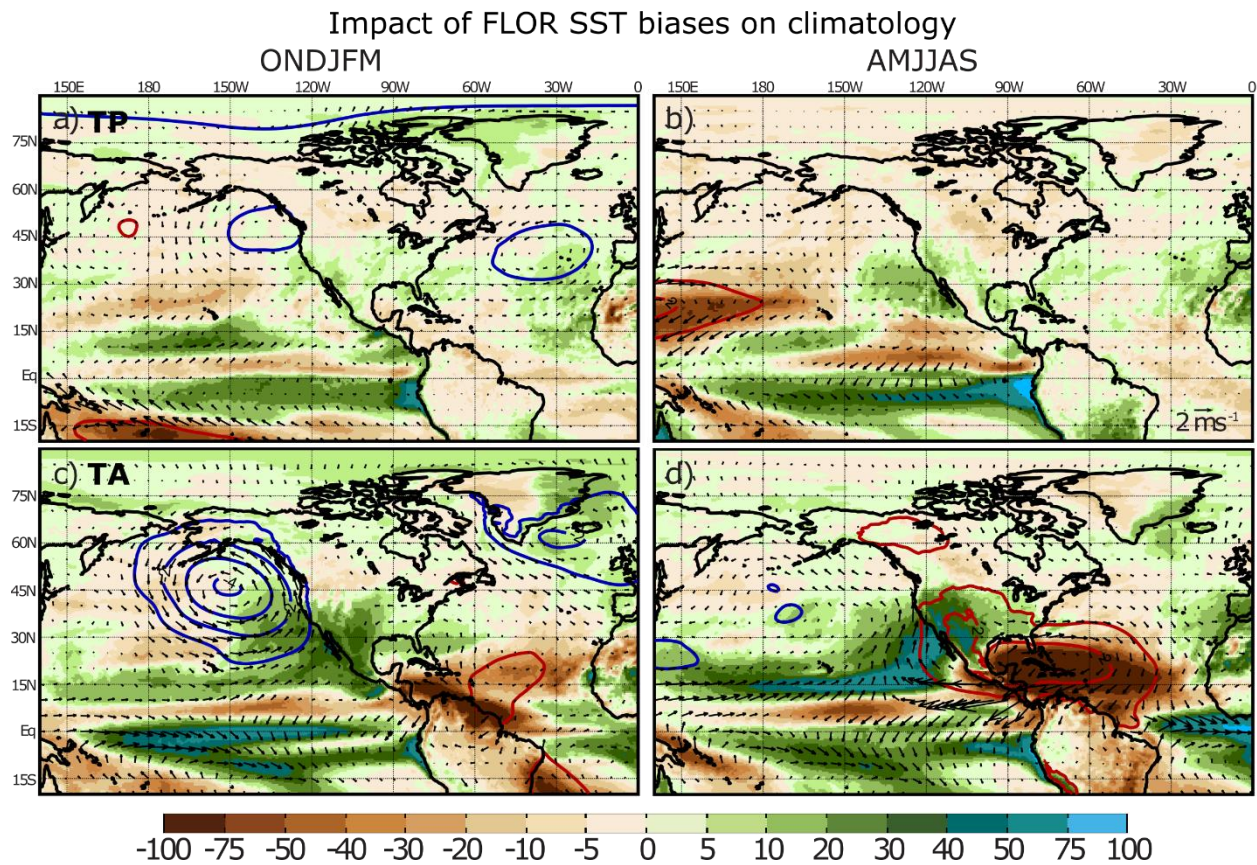 Impact of FLOR SST biases on climatology
ONDJFM AMJJAS
150E 180 150W 120W 90W 60W 30W 0 150E 180 150W 120W 90W 60W 30W 0
a) TP b)
75N
60N
45N
30N
15N
Eq
15S
2 ms⁻¹
c) TA d)
75N
60N
45N
30N
15N
Eq
15S
-100 -75 -50 -40 -30 -20 -10 -5 0 5 10 20 30 40 50 75 100